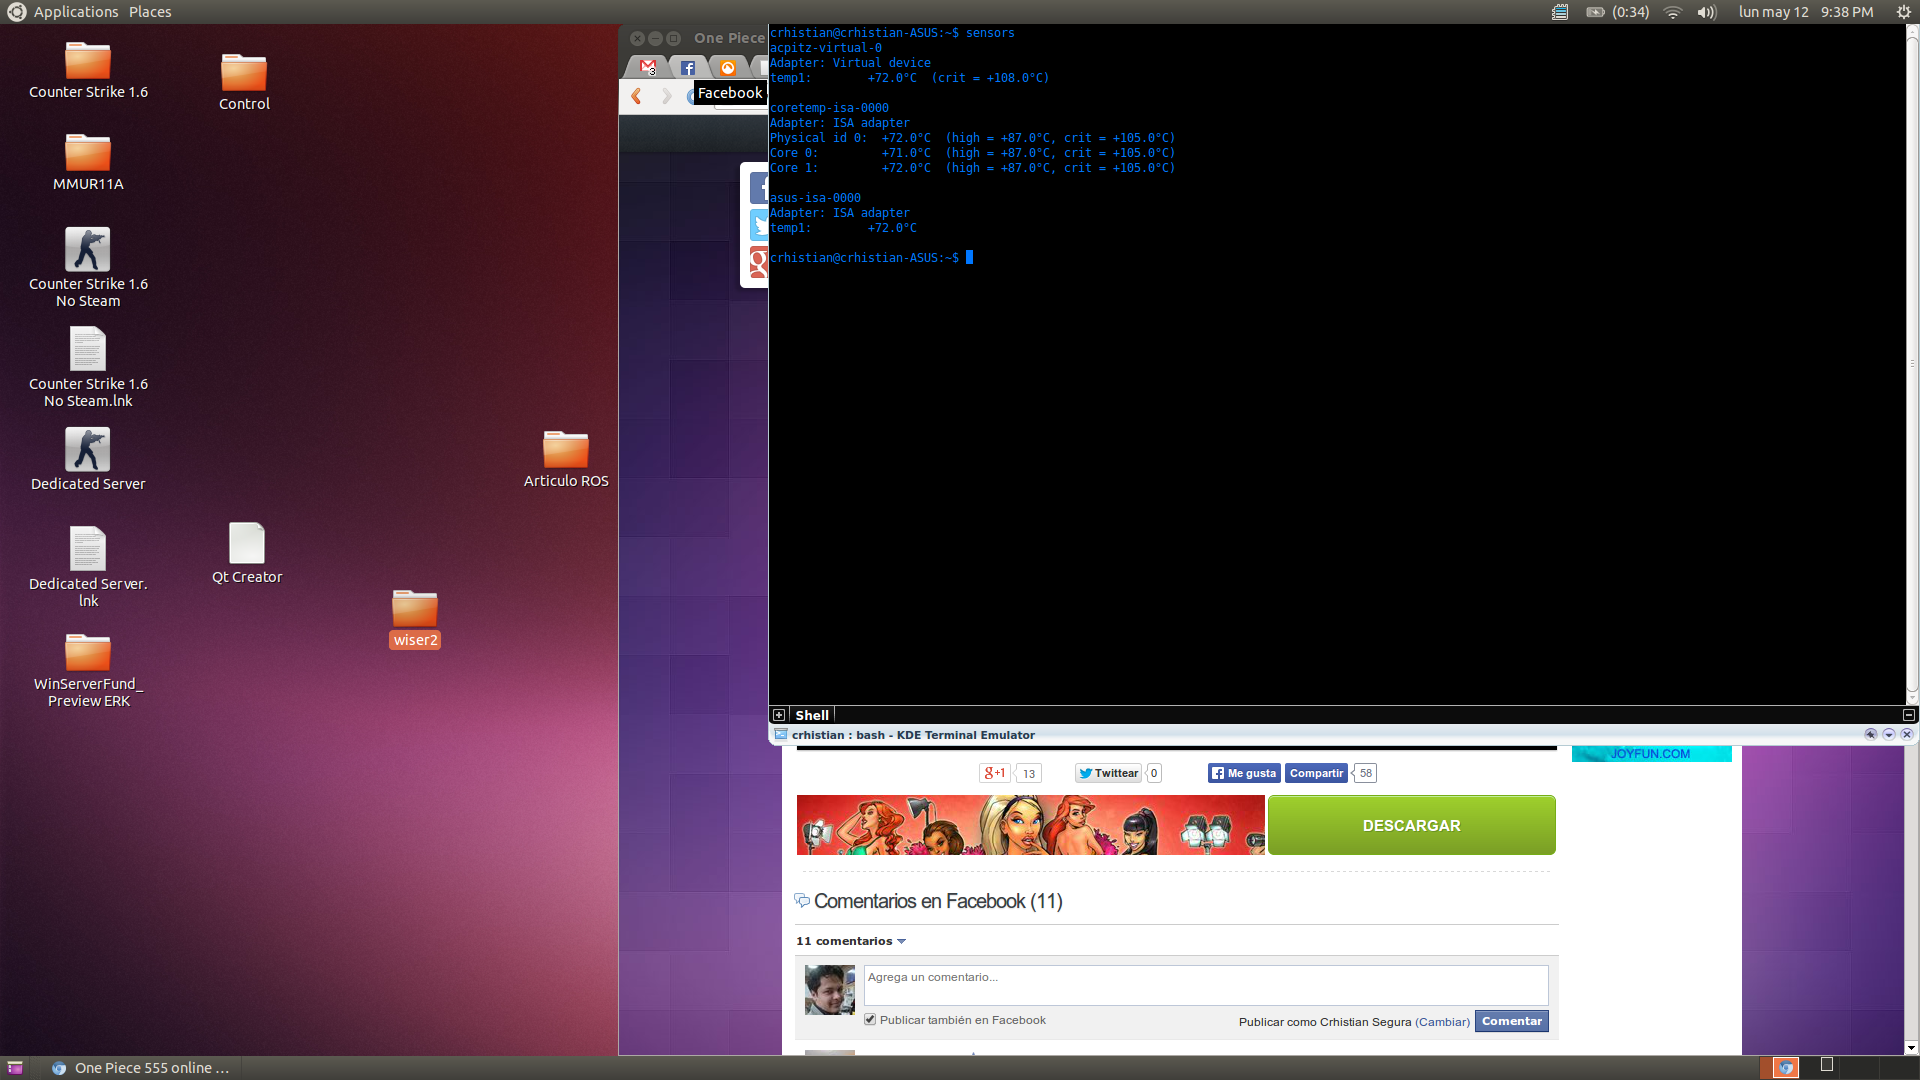 Applications Places
(0:34)
lun may 12 9:38 PM
Counter Strike 1.6
Control
MMUR11A
Counter Strike 1.6
No Steam
Counter Strike 1.6
No Steam.lnk
Dedicated Server
Articulo ROS
Dedicated Server.
lnk
Qt Creator
wiser2
WinServerFund_
Preview ERK
One Piece
3
Facebook
crhistian@crhistian-ASUS:~$ sensors
acpitz-virtual-0
Adapter: Virtual device
temp1: +72.0°C (crit = +108.0°C)
coretemp-isa-0000
Adapter: ISA adapter
Physical id 0: +72.0°C (high = +87.0°C, crit = +105.0°C)
Core 0: +71.0°C (high = +87.0°C, crit = +105.0°C)
Core 1: +72.0°C (high = +87.0°C, crit = +105.0°C)
asus-isa-0000
Adapter: ISA adapter
temp1: +72.0°C
crhistian@crhistian-ASUS:~$
Shell
crhistian : bash - KDE Terminal Emulator
JOYFUN.COM
g+1 13
Twittear 0
Me gusta Compartir 58
DESCARGAR
Comentarios en Facebook (11)
11 comentarios
Agrega un comentario...
Publicar también en Facebook
Publicar como Crhistian Segura (Cambiar) Comentar
One Piece 555 online ...